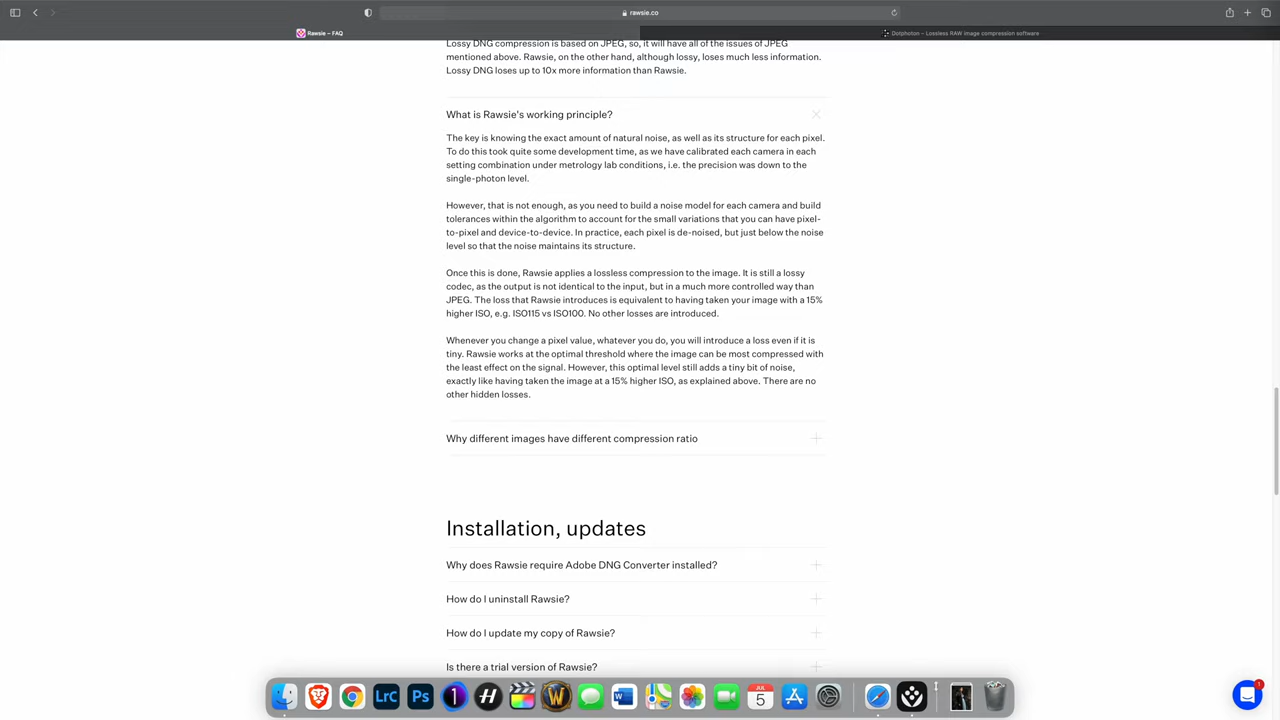 rawsie.co
Rawsie – FAQ
Dotphoton – Lossless RAW image compression software
Lossy DNG compression is based on JPEG, so, it will have all of the issues of JPEG
mentioned above. Rawsie, on the other hand, although lossy, loses much less information.
Lossy DNG loses up to 10x more information than Rawsie.
What is Rawsie's working principle?
The key is knowing the exact amount of natural noise, as well as its structure for each pixel.
To do this took quite some development time, as we have calibrated each camera in each
setting combination under metrology lab conditions, i.e. the precision was down to the
single-photon level.
However, that is not enough, as you need to build a noise model for each camera and build
tolerances within the algorithm to account for the small variations that you can have pixel-
to-pixel and device-to-device. In practice, each pixel is de-noised, but just below the noise
level so that the noise maintains its structure.
Once this is done, Rawsie applies a lossless compression to the image. It is still a lossy
codec, as the output is not identical to the input, but in a much more controlled way than
JPEG. The loss that Rawsie introduces is equivalent to having taken your image with a 15%
higher ISO, e.g. ISO115 vs ISO100. No other losses are introduced.
Whenever you change a pixel value, whatever you do, you will introduce a loss even if it is
tiny. Rawsie works at the optimal threshold where the image can be most compressed with
the least effect on the signal. However, this optimal level still adds a tiny bit of noise,
exactly like having taken the image at a 15% higher ISO, as explained above. There are no
other hidden losses.
Why different images have different compression ratio
Installation, updates
Why does Rawsie require Adobe DNG Converter installed?
How do I uninstall Rawsie?
How do I update my copy of Rawsie?
Is there a trial version of Rawsie?
LrC
Ps
1
H
W
W
JUL
5
1